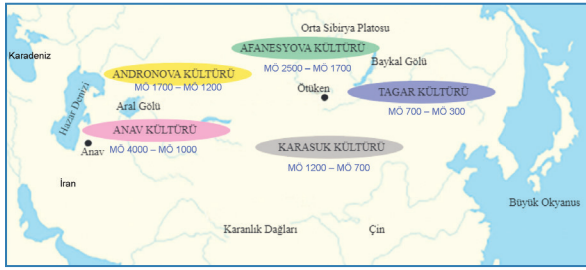 Orta Sibirya Platosu
AFANESYOVA KÜLTÜRÜ
MÖ 2500 – MÖ 1700
Karadeniz
Baykal Gölü
ANDRONOVA KÜLTÜRÜ
MÖ 1700 – MÖ 1200
Ötüken
TAGAR KÜLTÜRÜ
MÖ 700 – MÖ 300
Hazar Denizi
Aral Gölü
ANAV KÜLTÜRÜ
MÖ 4000 – MÖ 1000
Anav
KARASUK KÜLTÜRÜ
MÖ 1200 – MÖ 700
İran
Büyük Okyanus
Karanlık Dağları
Çin